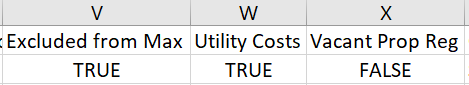 V W X
Excluded from Max Utility Costs Vacant Prop Reg
TRUE TRUE FALSE